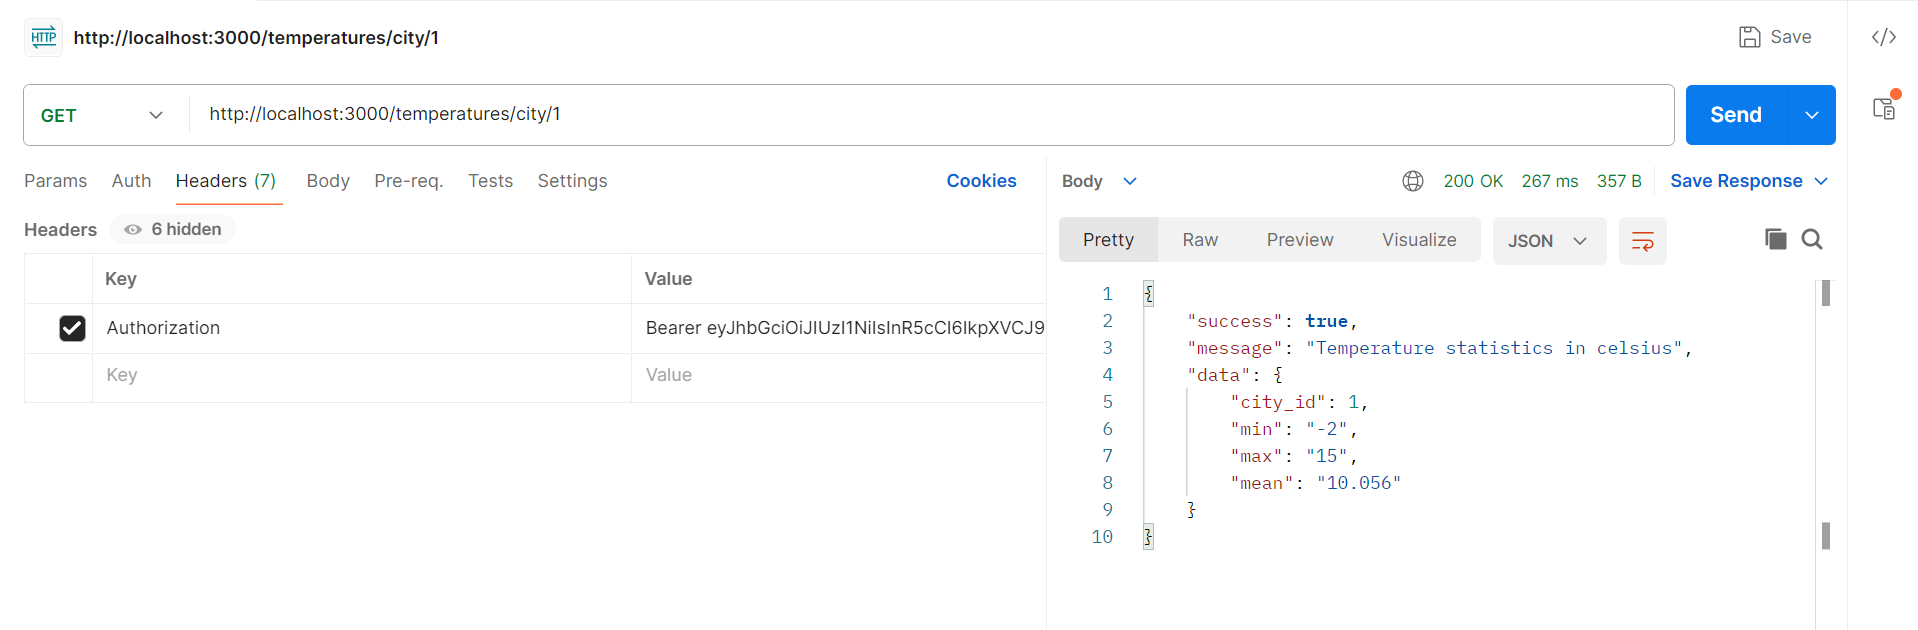 HTTP http://localhost:3000/temperatures/city/1 Save
GET http://localhost:3000/temperatures/city/1 Send
Params Auth Headers (7) Body Pre-req. Tests Settings Cookies
Body 200 OK 267 ms 357 B Save Response
Headers 6 hidden
Pretty Raw Preview Visualize JSON
Key Value
Authorization Bearer eyJhbGciOiJIUzI1NiIsInR5cCI6IkpXVCJ9
Key Value
1 {
2 "success": true,
3 "message": "Temperature statistics in celsius",
4 "data": {
5 "city_id": 1,
6 "min": "-2",
7 "max": "15",
8 "mean": "10.056"
9 }
10 }